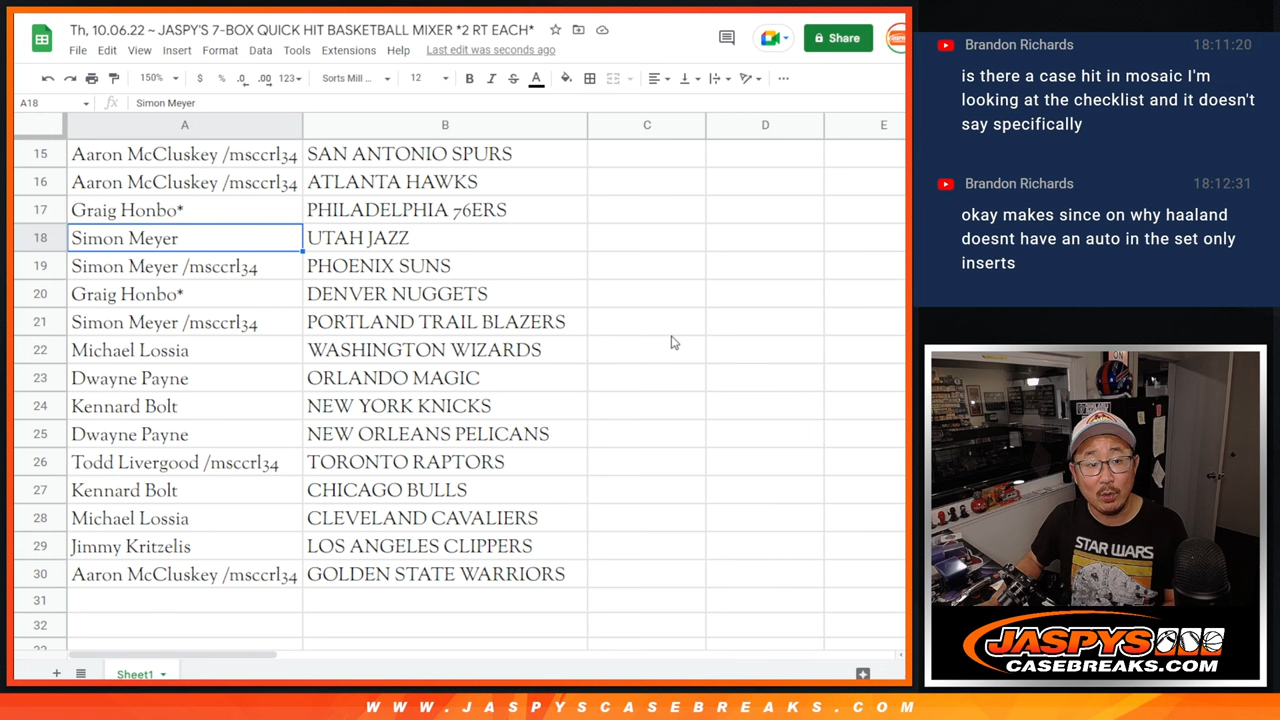 Th, 10.06.22 ~ JASPY'S 7-BOX QUICK HIT BASKETBALL MIXER *2 RT EACH*
File Edit View Insert Format Data Tools Extensions Help Last edit was seconds ago
Share
150% $ % .0 .00 123 Sorts Mill ... 12 B I S A
A18 fx Simon Meyer
A B C D E
15 Aaron McCluskey /msccrl34 SAN ANTONIO SPURS
16 Aaron McCluskey /msccrl34 ATLANTA HAWKS
17 Graig Honbo* PHILADELPHIA 76ERS
18 Simon Meyer UTAH JAZZ
19 Simon Meyer /msccrl34 PHOENIX SUNS
20 Graig Honbo* DENVER NUGGETS
21 Simon Meyer /msccrl34 PORTLAND TRAIL BLAZERS
22 Michael Lossia WASHINGTON WIZARDS
23 Dwayne Payne ORLANDO MAGIC
24 Kennard Bolt NEW YORK KNICKS
25 Dwayne Payne NEW ORLEANS PELICANS
26 Todd Livergood /msccrl34 TORONTO RAPTORS
27 Kennard Bolt CHICAGO BULLS
28 Michael Lossia CLEVELAND CAVALIERS
29 Jimmy Kritzelis LOS ANGELES CLIPPERS
30 Aaron McCluskey /msccrl34 GOLDEN STATE WARRIORS
31
32
Sheet1
Brandon Richards 18:11:20
is there a case hit in mosaic I'm
looking at the checklist and it doesn't
say specifically
Brandon Richards 18:12:31
okay makes since on why haaland
doesnt have an auto in the set only
inserts
STAR WARS
JASPYS
CASEBREAKS.COM
WWW.JASPYSCASEBREAKS.COM